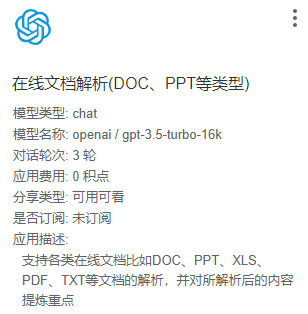 在线文档解析(DOC、PPT等类型)
模型类型: chat
模型名称: openai / gpt-3.5-turbo-16k
对话轮次: 3 轮
应用费用: 0 积点
分享类型: 可用可看
是否订阅: 未订阅
应用描述:
支持各类在线文档比如DOC、PPT、XLS、
PDF、TXT等文档的解析，并对所解析后的内容
提炼重点